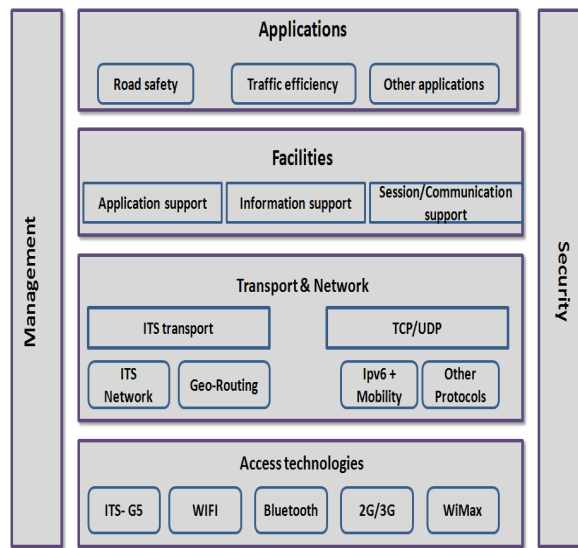 Applications
Road safety
Traffic efficiency
Other applications
Facilities
Application support
Information support
Session/Communication
support
Management
Security
Transport & Network
ITS transport
TCP/UDP
ITS
Network
Geo-Routing
Ipv6 +
Mobility
Other
Protocols
Access technologies
ITS- G5
WIFI
Bluetooth
2G/3G
WiMax